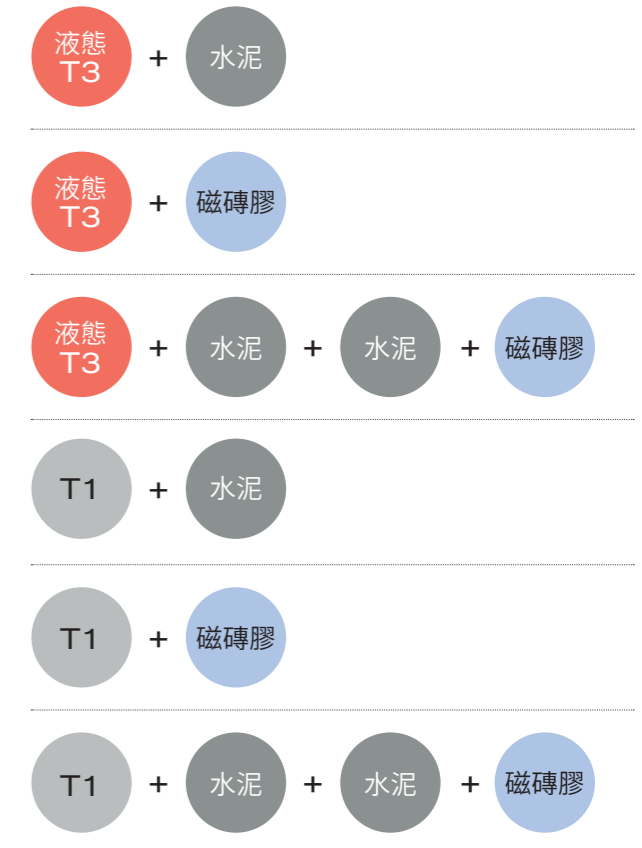 液態
T3 + 水泥
液態
T3 + 磁磚膠
液態
T3 + 水泥 + 水泥 + 磁磚膠
T1 + 水泥
T1 + 磁磚膠
T1 + 水泥 + 水泥 + 磁磚膠